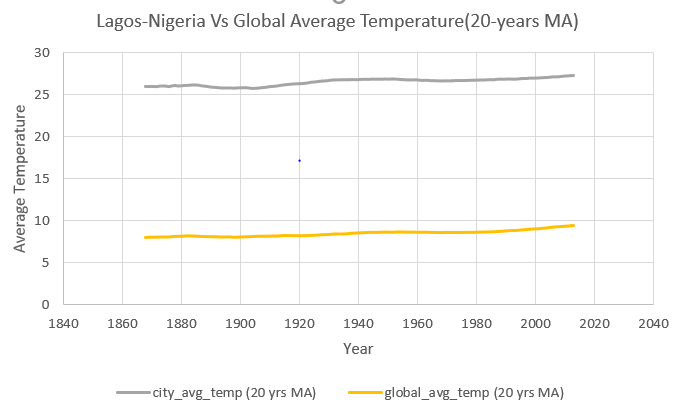 Lagos-Nigeria Vs Global Average Temperature(20-years MA)
30
25
20
15
10
5
0
Average Temperature
1840 1860 1880 1900 1920 1940 1960 1980 2000 2020 2040
Year
city_avg_temp (20 yrs MA) global_avg_temp (20 yrs MA)